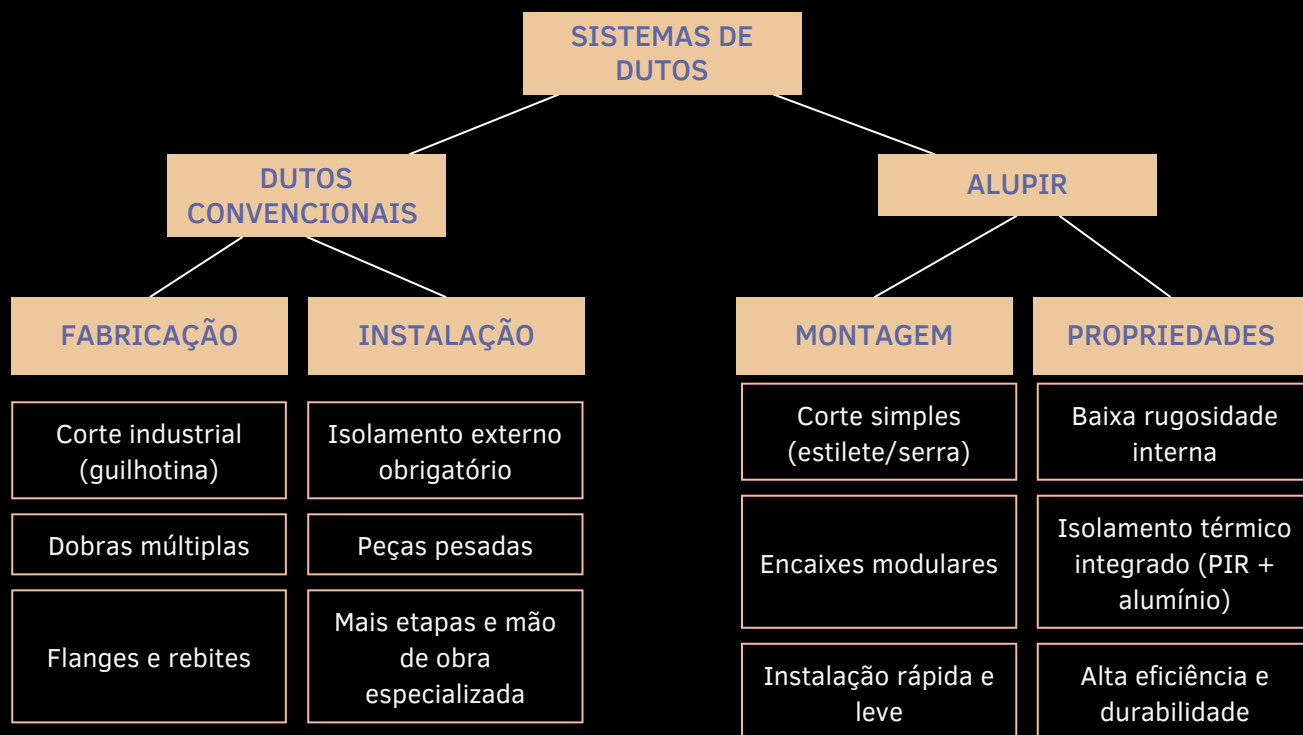 SISTEMAS DE
DUTOS
DUTOS
CONVENCIONAIS
ALUPIR
FABRICAÇÃO
INSTALAÇÃO
MONTAGEM
PROPRIEDADES
Corte industrial
(guilhotina)
Dobras múltiplas
Flanges e rebites
Isolamento externo
obrigatório
Peças pesadas
Mais etapas e mão
de obra
especializada
Corte simples
(estilete/serra)
Encaixes modulares
Instalação rápida e
leve
Baixa rugosidade
interna
Isolamento térmico
integrado (PIR +
alumínio)
Alta eficiência e
durabilidade